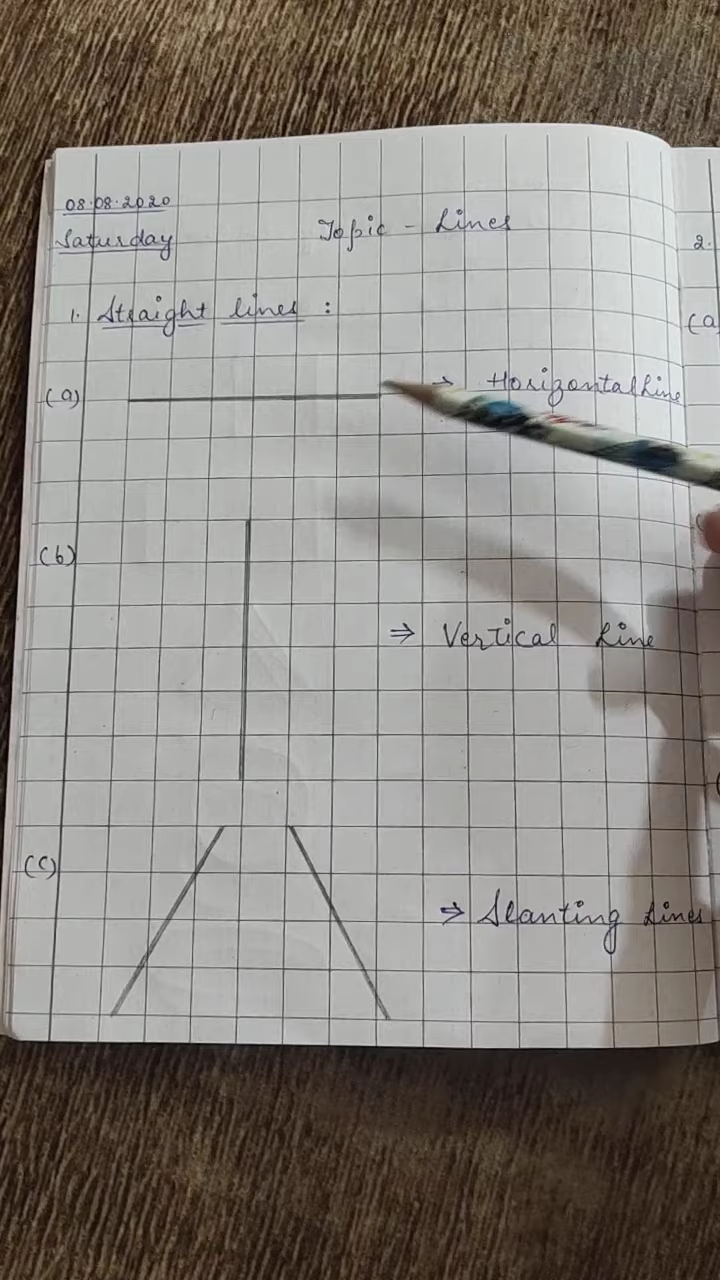 08.08.2020
Saturday
Topic - Lines
1. Straight lines :
(a) → Horizontal Line
(b) ⇒ Vertical Line
(c) ⇒ Slanting Lines
2.
(a